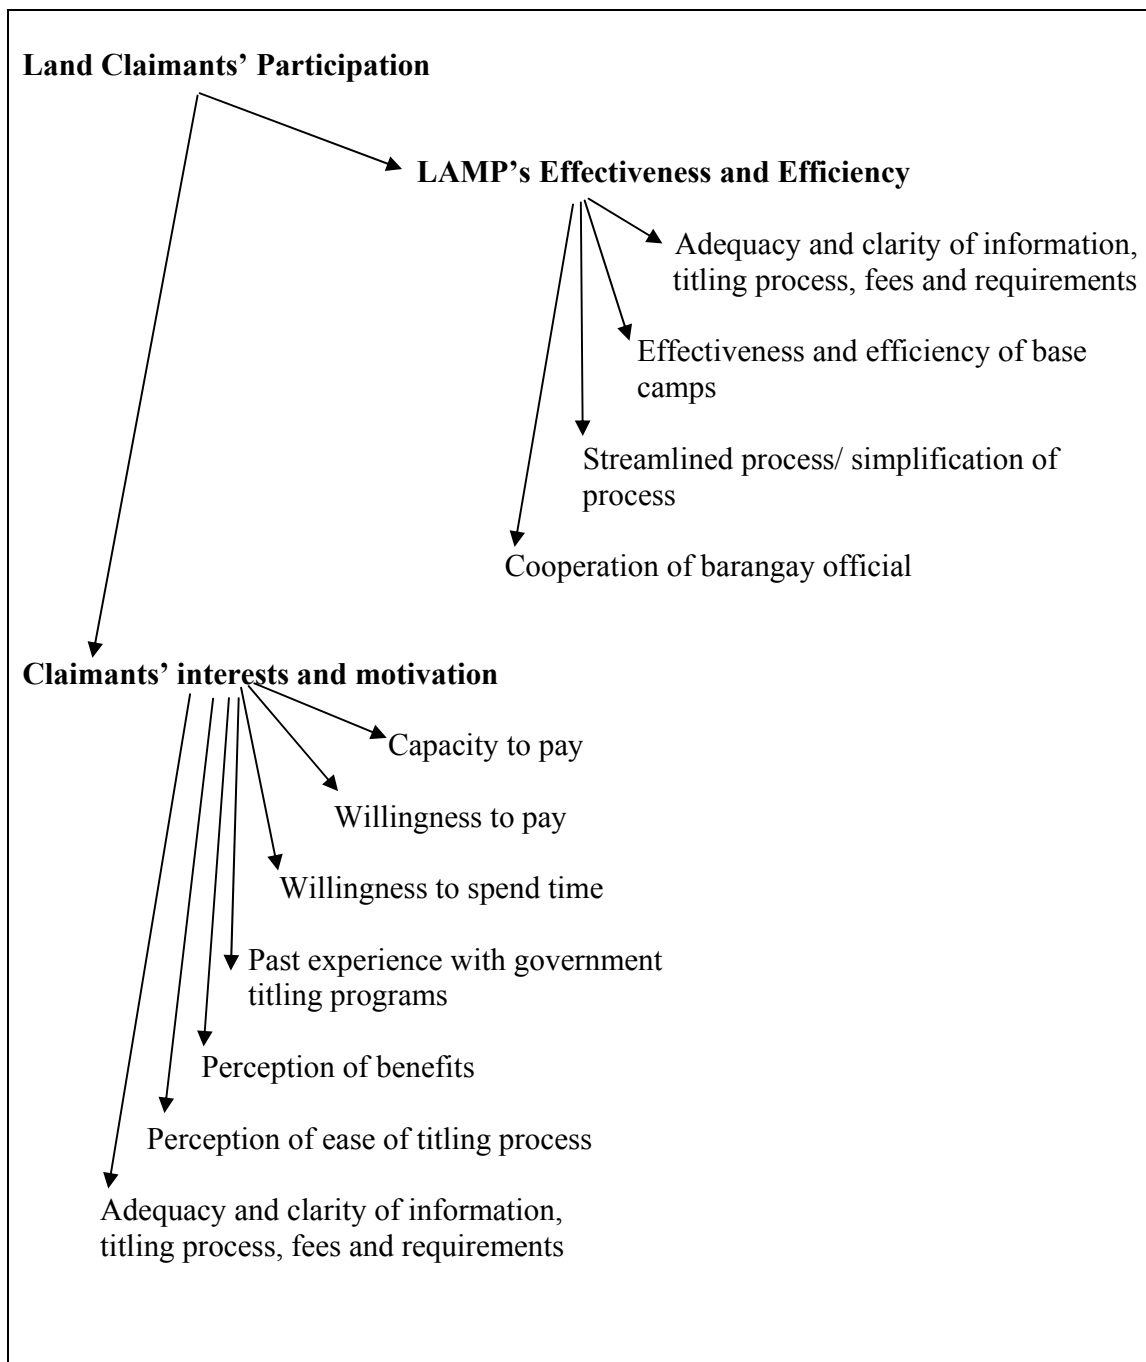 Land Claimants’ Participation
LAMP’s Effectiveness and Efficiency
Adequacy and clarity of information,
titling process, fees and requirements
Effectiveness and efficiency of base
camps
Streamlined process/ simplification of
process
Cooperation of barangay official
Claimants’ interests and motivation
Capacity to pay
Willingness to pay
Willingness to spend time
Past experience with government
titling programs
Perception of benefits
Perception of ease of titling process
Adequacy and clarity of information,
titling process, fees and requirements